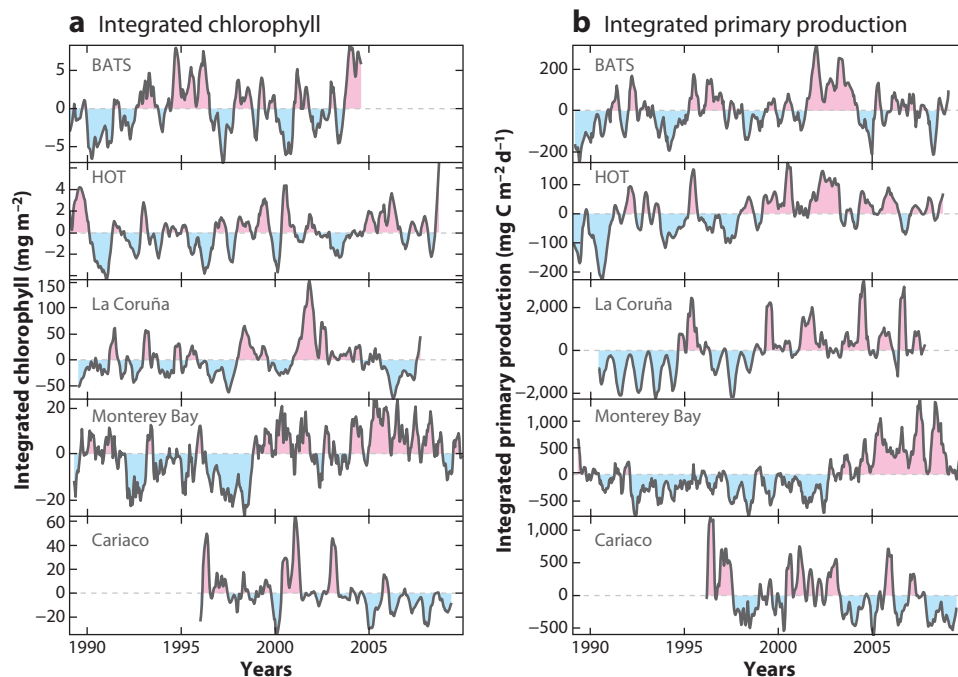 a Integrated chlorophyll
Integrated chlorophyll (mg m−2)
BATS
5
0
−5
HOT
4
2
0
−2
La Coruña
150
100
50
0
−50
Monterey Bay
20
0
−20
Cariaco
60
40
20
0
−20
1990 1995 2000 2005
Years
b Integrated primary production
Integrated primary production (mg C m−2 d−1)
BATS
200
0
−200
HOT
100
0
−100
−200
La Coruña
2,000
0
−2,000
Monterey Bay
1,000
500
0
−500
Cariaco
1,000
500
0
−500
1990 1995 2000 2005
Years